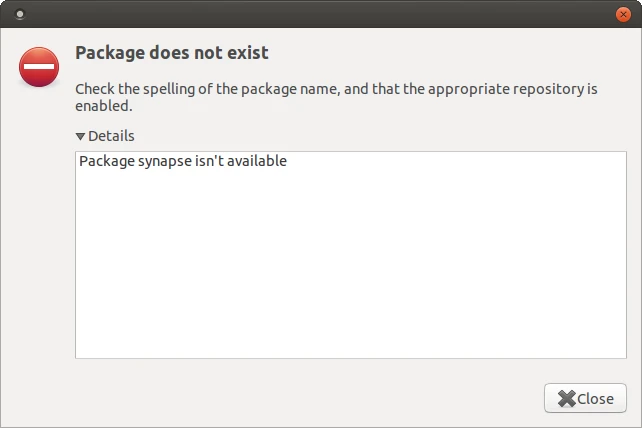 Package does not exist
Check the spelling of the package name, and that the appropriate repository is
enabled.
Details
Package synapse isn't available
Close